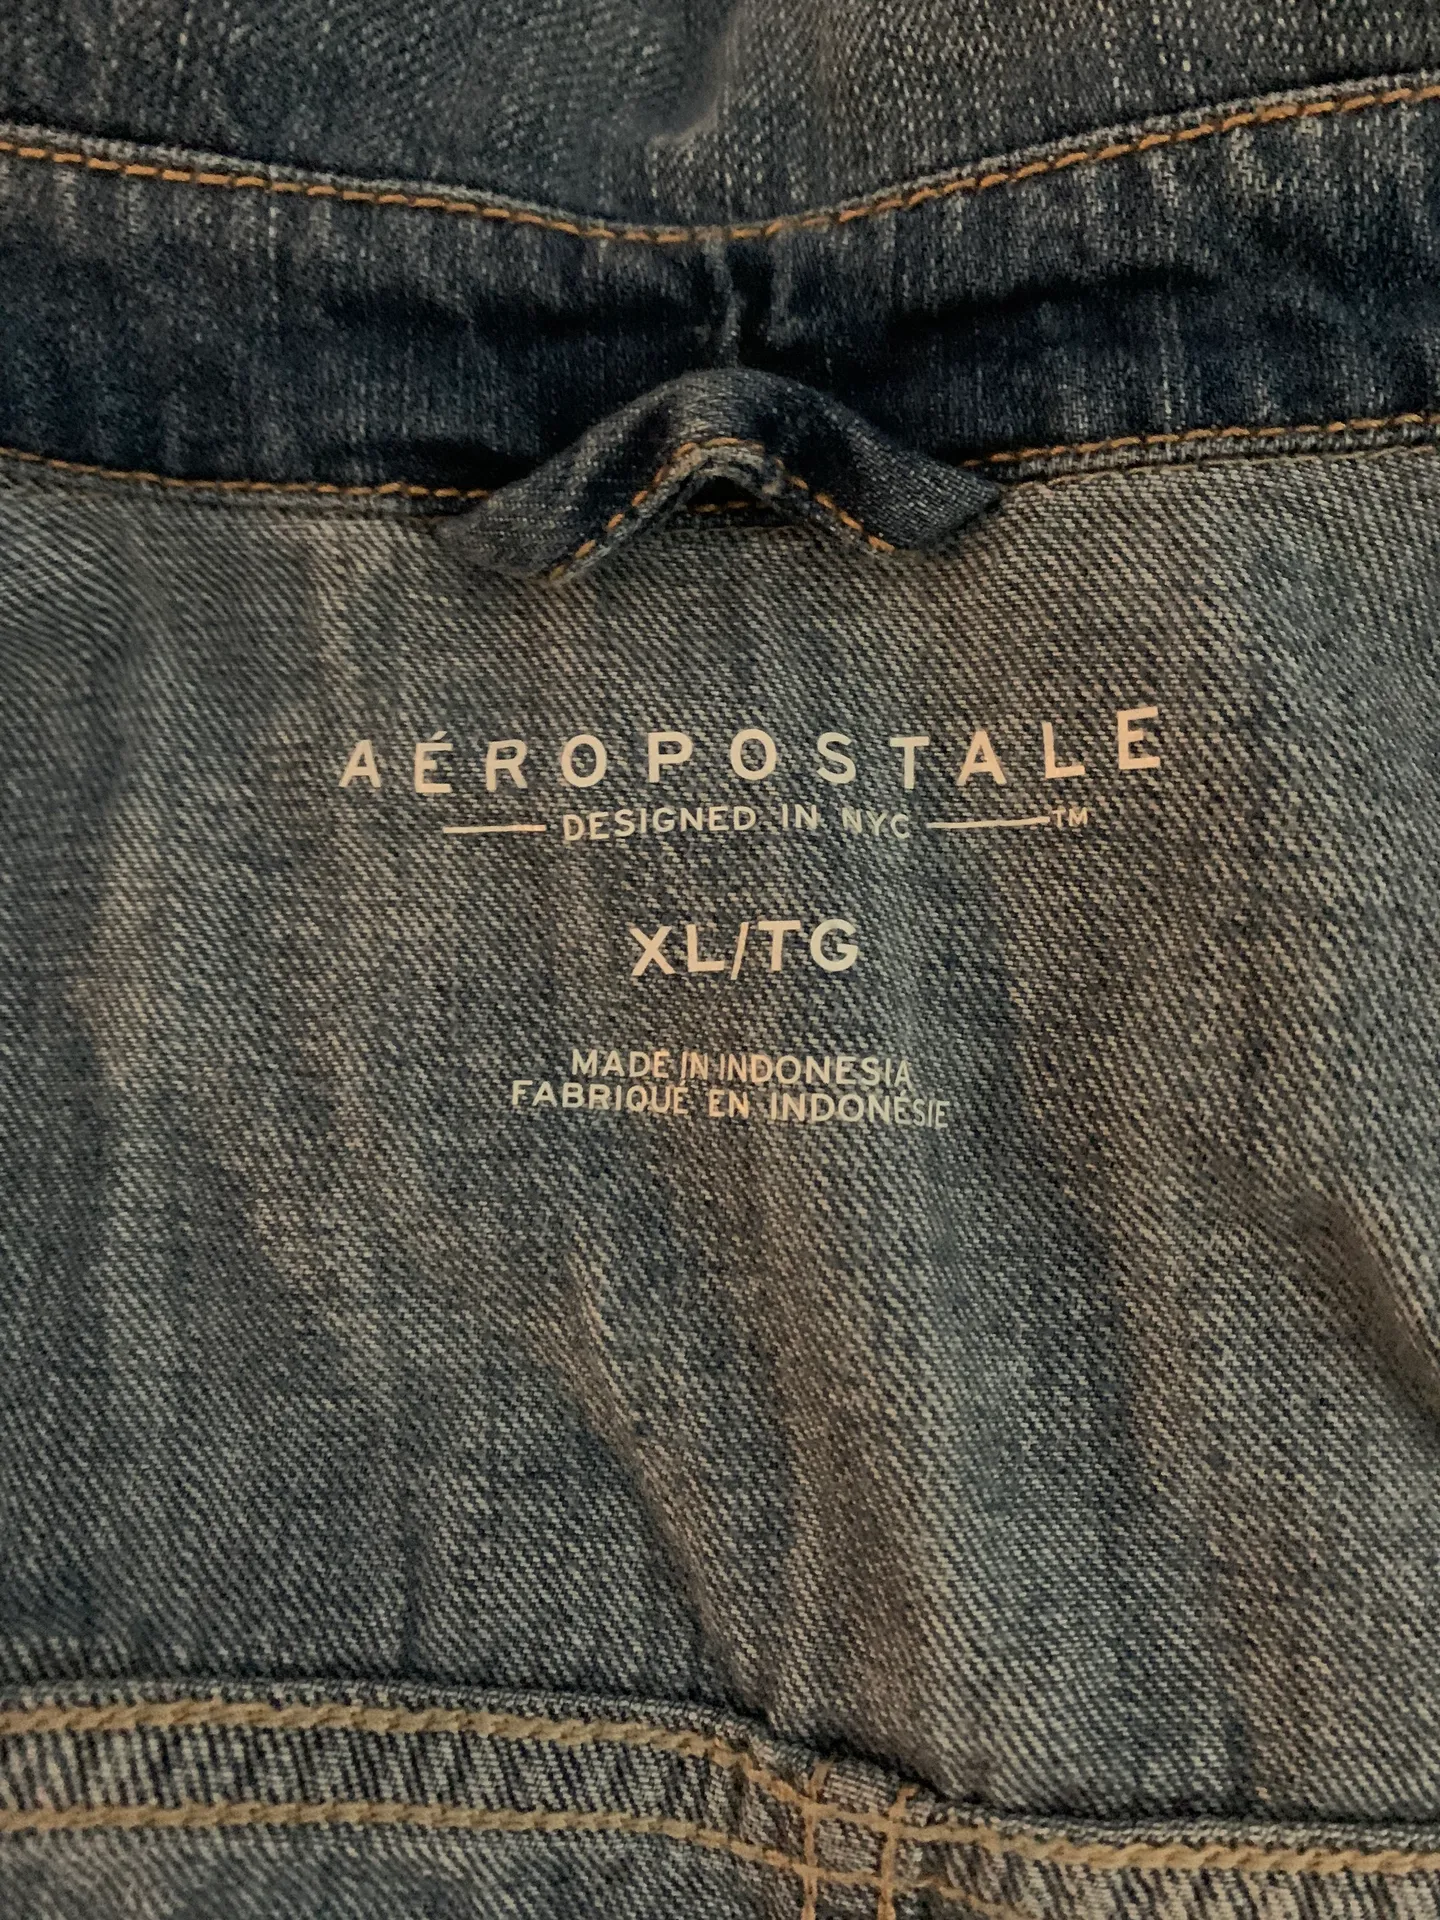 AÉROPOSTALE
DESIGNED IN NYC TM
XL/TG
MADE IN INDONESIA
FABRIQUÉ EN INDONÉSIE